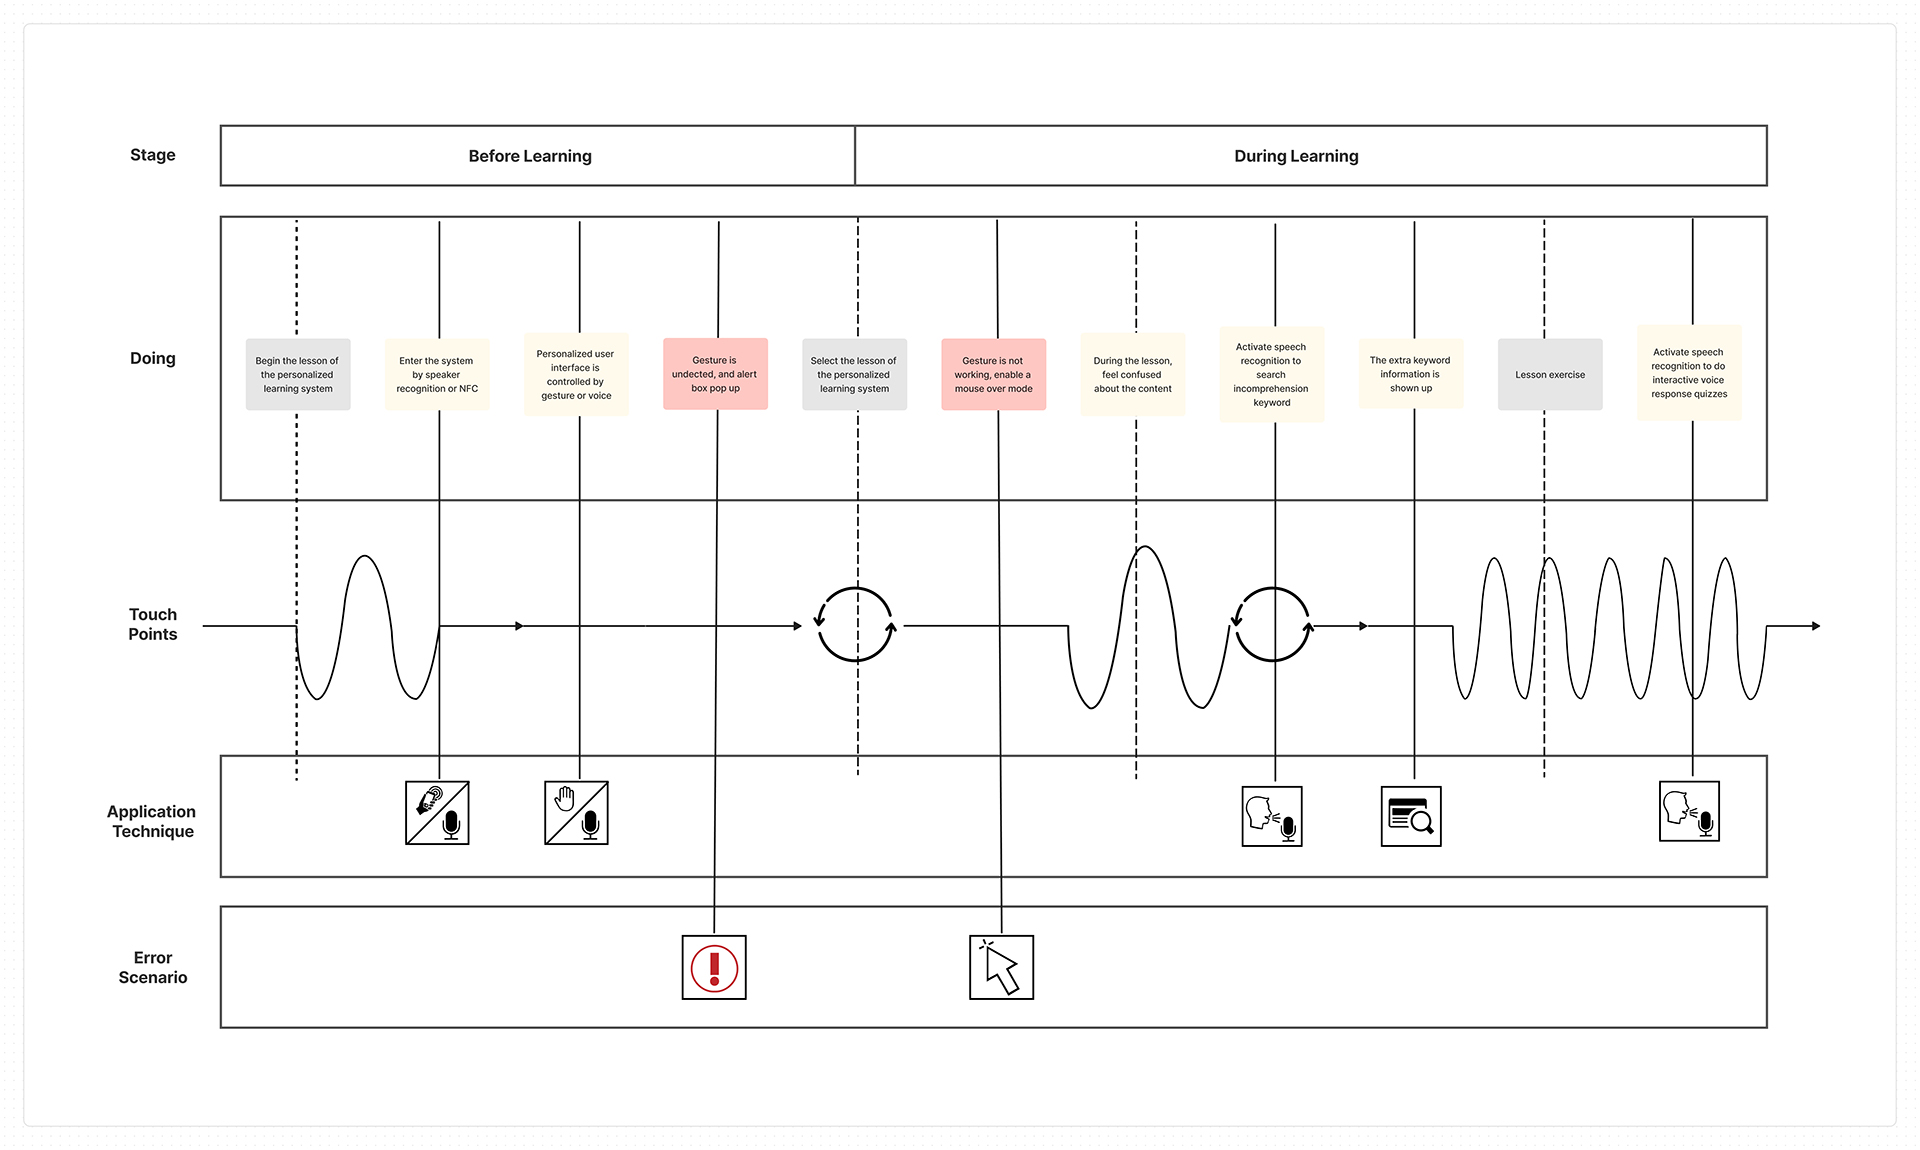 Stage
Before Learning
During Learning
Doing
Begin the lesson of
the personalized
learning system
Enter the system
by speaker
recognition or NFC
Personalized user
interface is
controlled by
gesture or voice
Gesture is
undected, and alert
box pop up
Select the lesson of
the personalized
learning system
Gesture is not
working, enable a
mouse over mode
During the lesson,
feel confused
about the content
Activate speech
recognition to
search
incomprehension
keyword
The extra keyword
information is
shown up
Lesson exercise
Activate speech
recognition to do
interactive voice
response quizzes
Touch
Points
Application
Technique
Error
Scenario